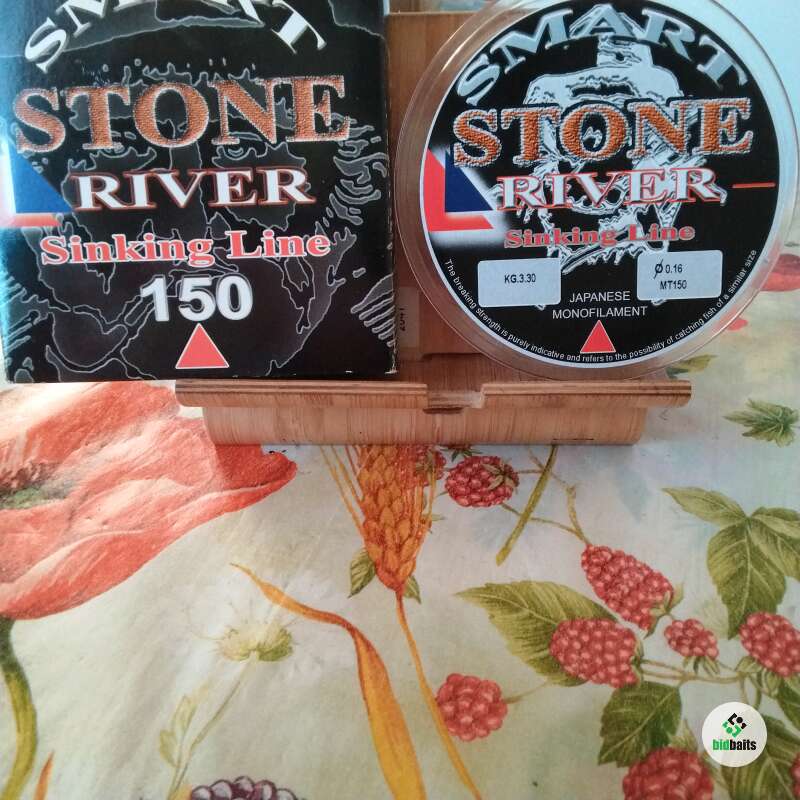 SMART
STONE
RIVER
Sinking Line
150
SMART
STONE
RIVER
Sinking Line
KG.3.30
Ø 0.16
MT150
JAPANESE
MONOFILAMENT
The breaking strength is purely indicative and refers to the possibility of catching fish of a similar size
bidbaits